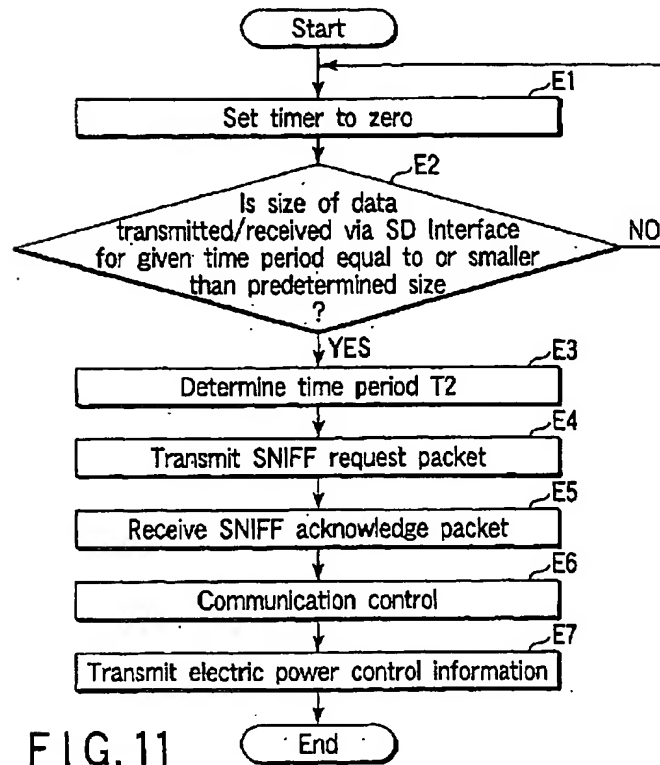 Start
E1
Set timer to zero
E2
Is size of data
transmitted/received via SD Interface
for given time period equal to or smaller
than predetermined size
?
NO
YES
E3
Determine time period T2
E4
Transmit SNIFF request packet
E5
Receive SNIFF acknowledge packet
E6
Communication control
E7
Transmit electric power control information
End
FIG. 11